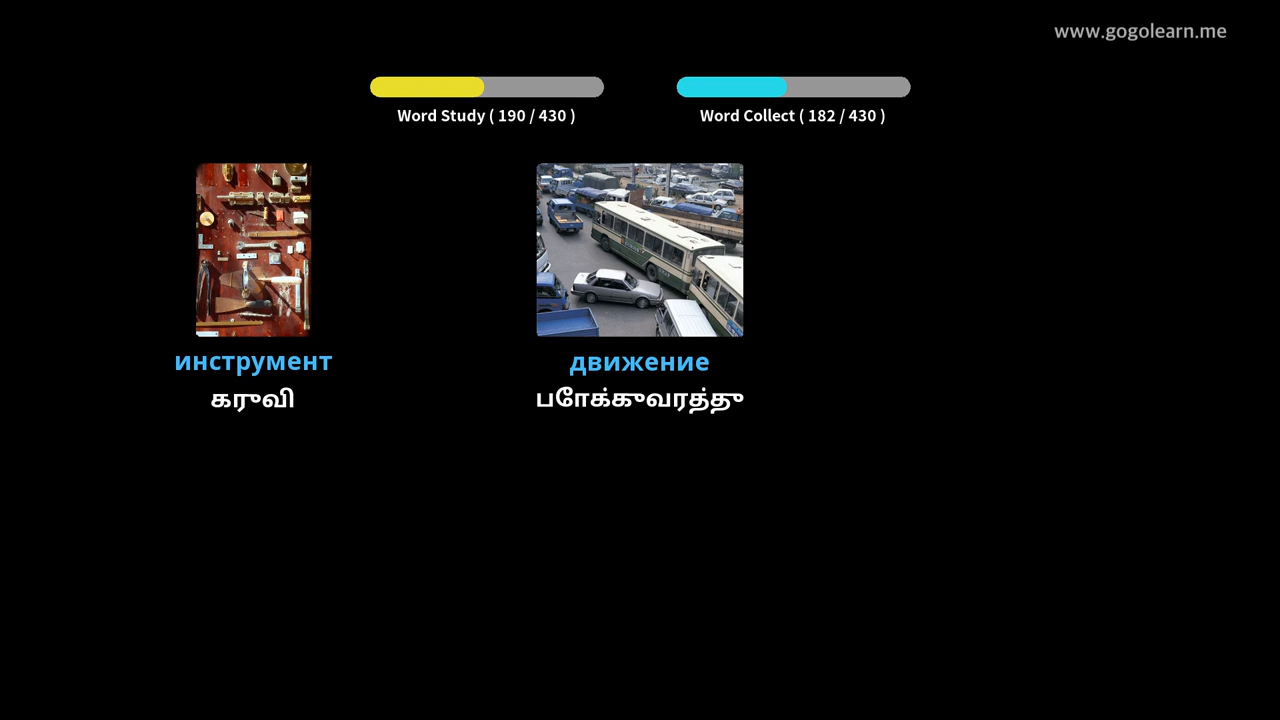 www.gogolearn.me
Word Study ( 190 / 430 )
Word Collect ( 182 / 430 )
инструмент
கருவி
движение
போக்குவரத்து